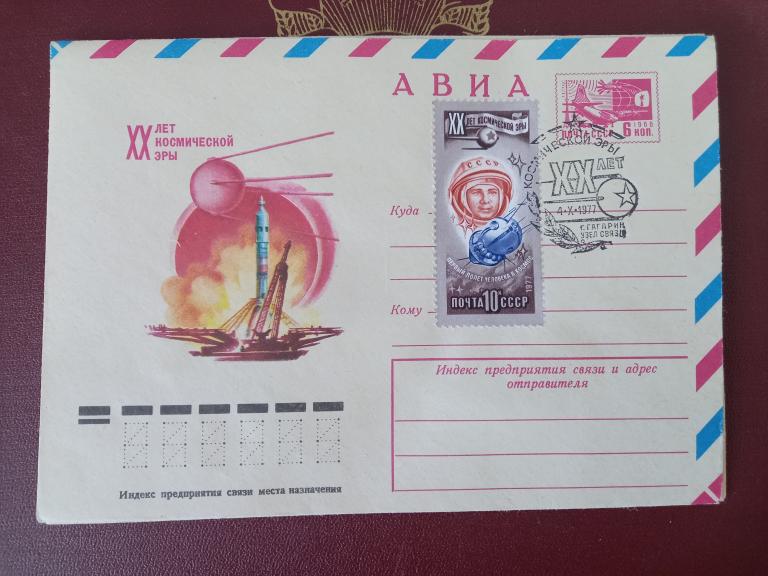 АВИА
XX ЛЕТ
КОСМИЧЕСКОЙ
ЭРЫ
XX ЛЕТ КОСМИЧЕСКОЙ ЭРЫ
СССР
ПЕРВЫЙ ПОЛЕТ ЧЕЛОВЕКА В КОСМОС
1977
ПОЧТА 10К СССР
ПОЧТА СССР
1966
6 КОП.
КОСМИЧЕСКОЙ ЭРЫ
XX ЛЕТ
4-X-1977
Г. ГАГАРИН
УЗЕЛ СВЯЗИ
Куда
Кому
Индекс предприятия связи и адрес
отправителя
Индекс предприятия связи места назначения